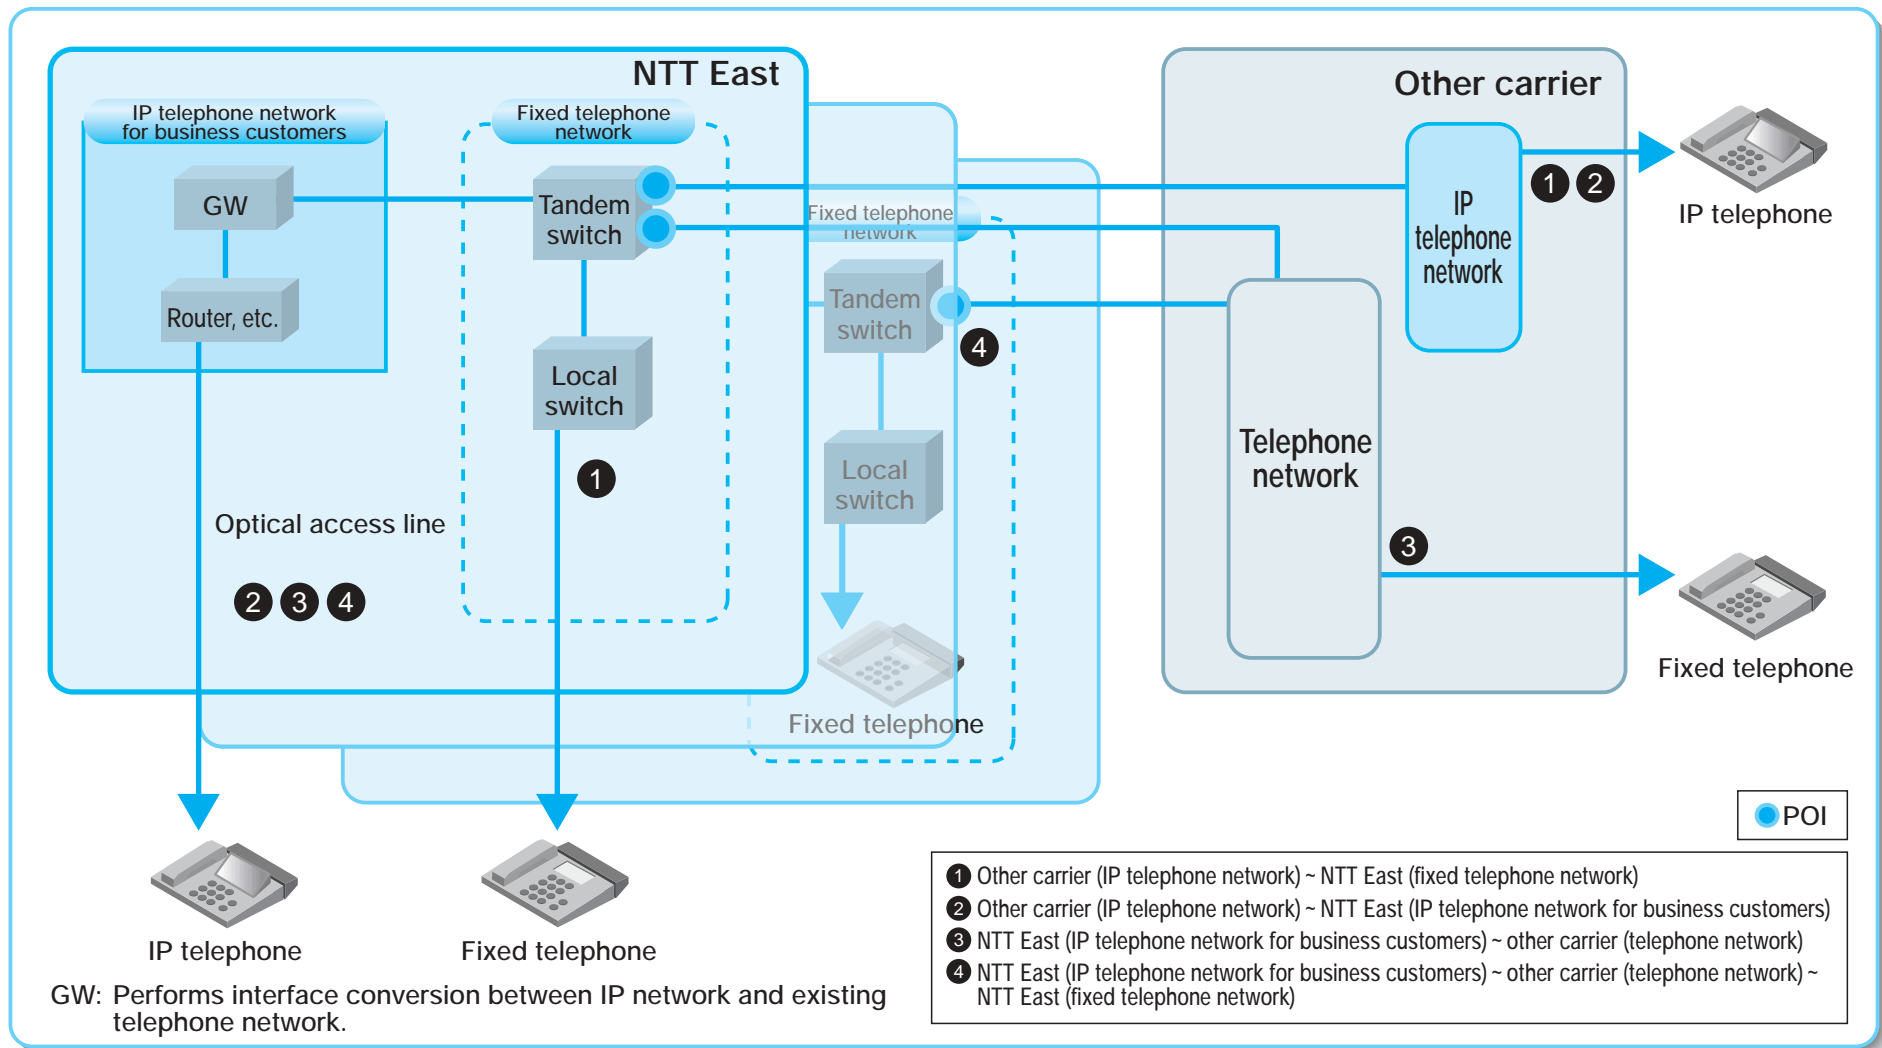 NTT East
IP telephone network
for business customers
Fixed telephone
network
GW
Router, etc.
Tandem
switch
Local
switch
1
Optical access line
2 3 4
Fixed telephone
network
Tandem
switch
4
Local
switch
Fixed telephone
Other carrier
IP
telephone
network
1 2
IP telephone
Telephone
network
3
Fixed telephone
IP telephone
Fixed telephone
POI
1 Other carrier (IP telephone network) ~ NTT East (fixed telephone network)
2 Other carrier (IP telephone network) ~ NTT East (IP telephone network for business customers)
3 NTT East (IP telephone network for business customers) ~ other carrier (telephone network)
4 NTT East (IP telephone network for business customers) ~ other carrier (telephone network) ~
NTT East (fixed telephone network)
GW: Performs interface conversion between IP network and existing
telephone network.